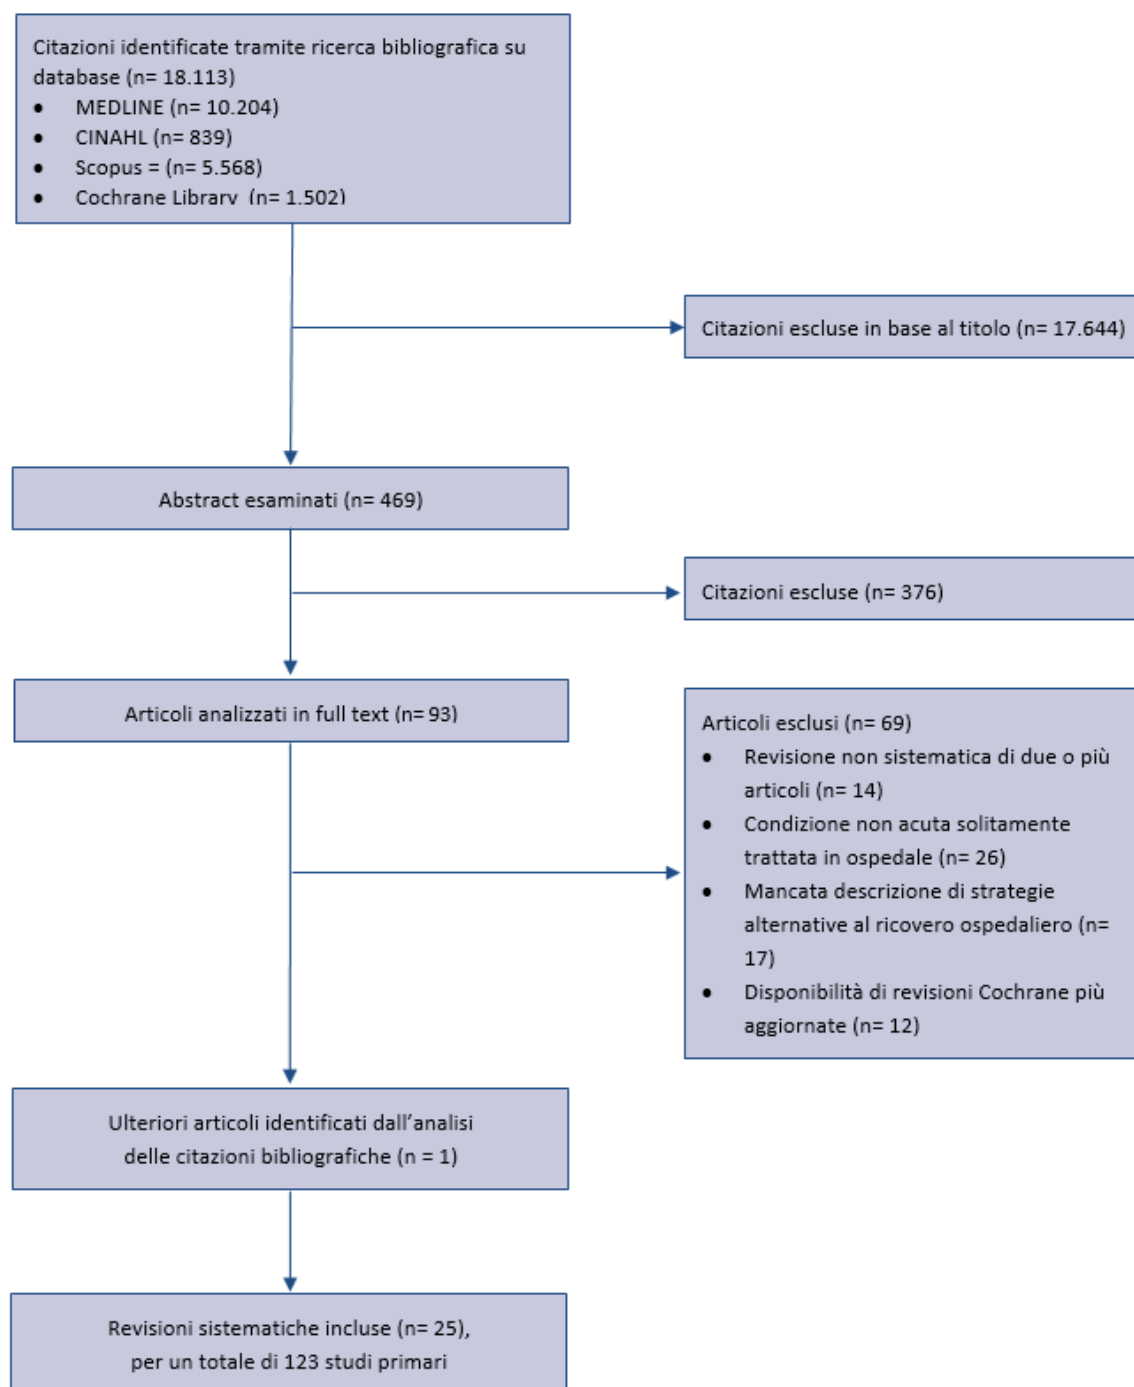 Citazioni identificate tramite ricerca bibliografica su
database (n= 18.113)
• MEDLINE (n= 10.204)
• CINAHL (n= 839)
• Scopus = (n= 5.568)
• Cochrane Library (n= 1.502)
Citazioni escluse in base al titolo (n= 17.644)
Abstract esaminati (n= 469)
Citazioni escluse (n= 376)
Articoli analizzati in full text (n= 93)
Articoli esclusi (n= 69)
• Revisione non sistematica di due o più
articoli (n= 14)
• Condizione non acuta solitamente
trattata in ospedale (n= 26)
• Mancata descrizione di strategie
alternative al ricovero ospedaliero (n=
17)
• Disponibilità di revisioni Cochrane più
aggiornate (n= 12)
Ulteriori articoli identificati dall’analisi
delle citazioni bibliografiche (n = 1)
Revisioni sistematiche incluse (n= 25),
per un totale di 123 studi primari